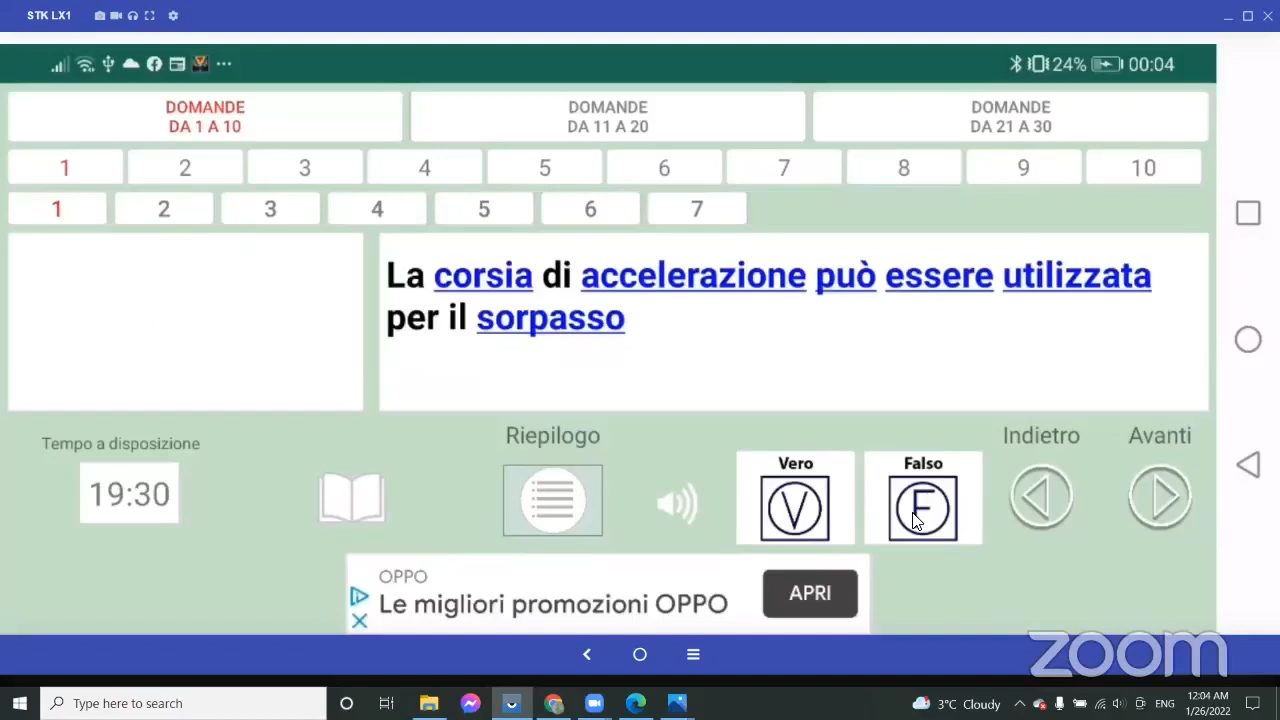 STK LX1
24% 00:04
DOMANDE
DA 1 A 10
DOMANDE
DA 11 A 20
DOMANDE
DA 21 A 30
1 2 3 4 5 6 7 8 9 10
1 2 3 4 5 6 7
La corsia di accelerazione può essere utilizzata
per il sorpasso
Tempo a disposizione
19:30
Riepilogo
Vero
V
Falso
F
Indietro
Avanti
OPPO
Le migliori promozioni OPPO
APRI
zoom
Type here to search
3°C Cloudy
ENG
12:04 AM
1/26/2022